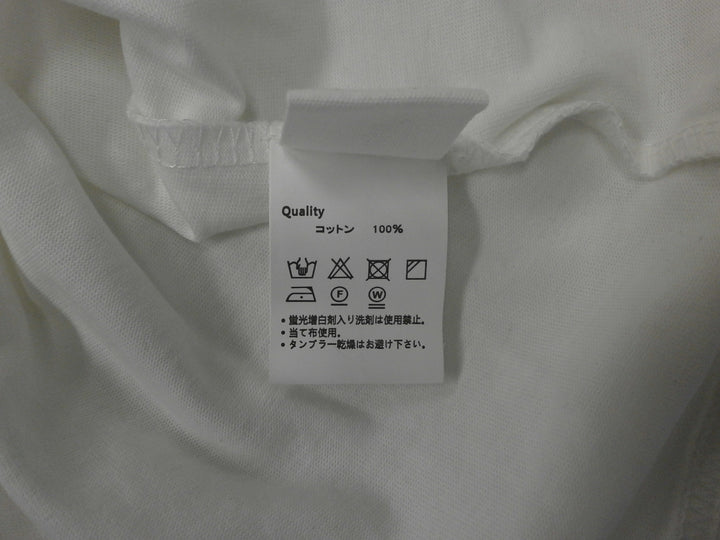 Quality
コットン 100%
F W
・蛍光増白剤入り洗剤は使用禁止。
・当て布使用。
・タンブラー乾燥はお避け下さい。